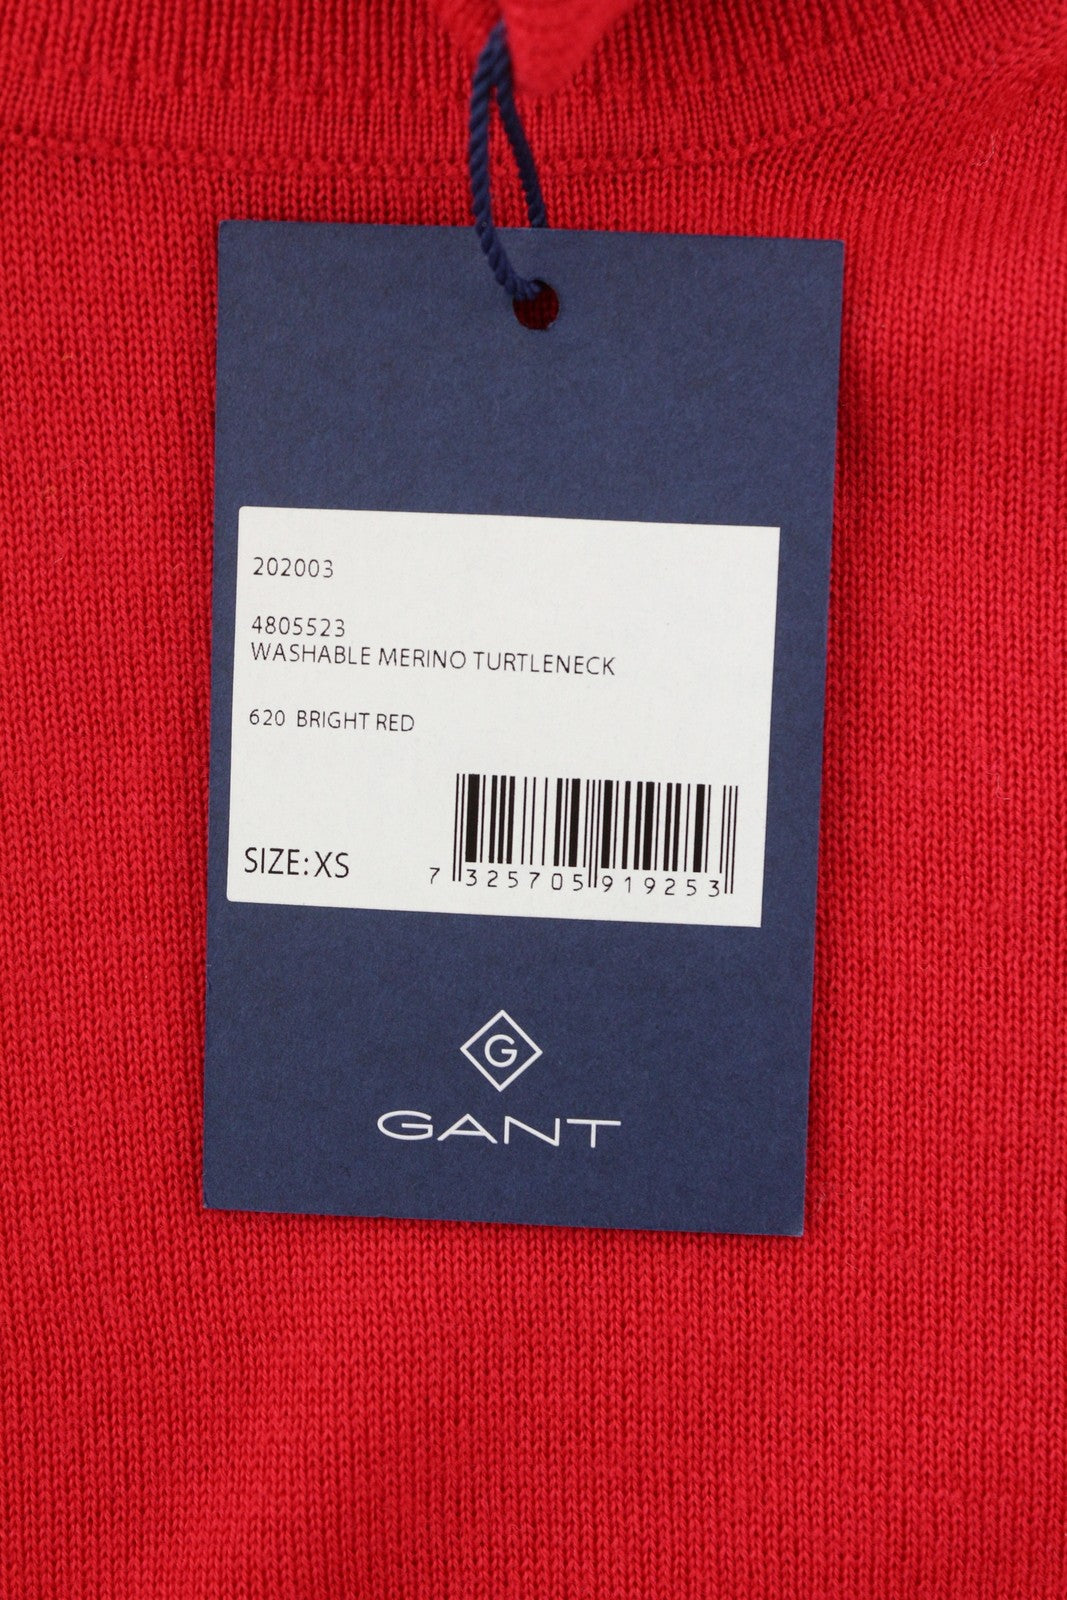 202003
4805523
WASHABLE MERINO TURTLENECK
620 BRIGHT RED
SIZE: XS
7 325705 919253
G
GANT